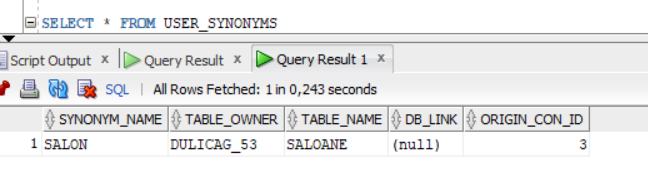 SELECT * FROM USER_SYNONYMS
Script Output x Query Result x Query Result 1 x
SQL | All Rows Fetched: 1 in 0,243 seconds
SYNONYM_NAME TABLE_OWNER TABLE_NAME DB_LINK ORIGIN_CON_ID
1 SALON DULICAG_53 SALOANE (null) 3